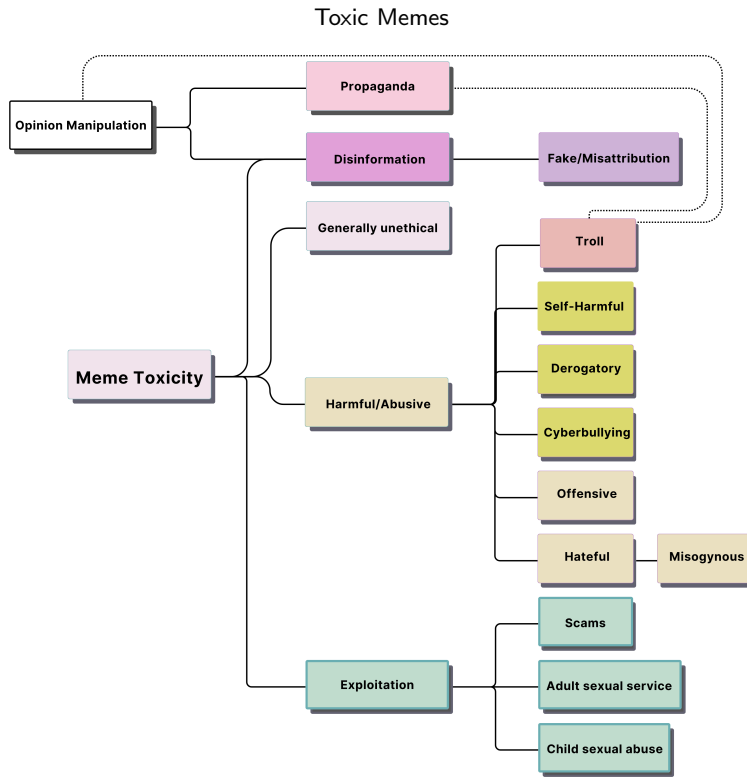 Toxic Memes
Propaganda
Opinion Manipulation
Disinformation
Fake/Misattribution
Generally unethical
Troll
Self-Harmful
Derogatory
Meme Toxicity
Harmful/Abusive
Cyberbullying
Offensive
Hateful
Misogynous
Scams
Exploitation
Adult sexual service
Child sexual abuse